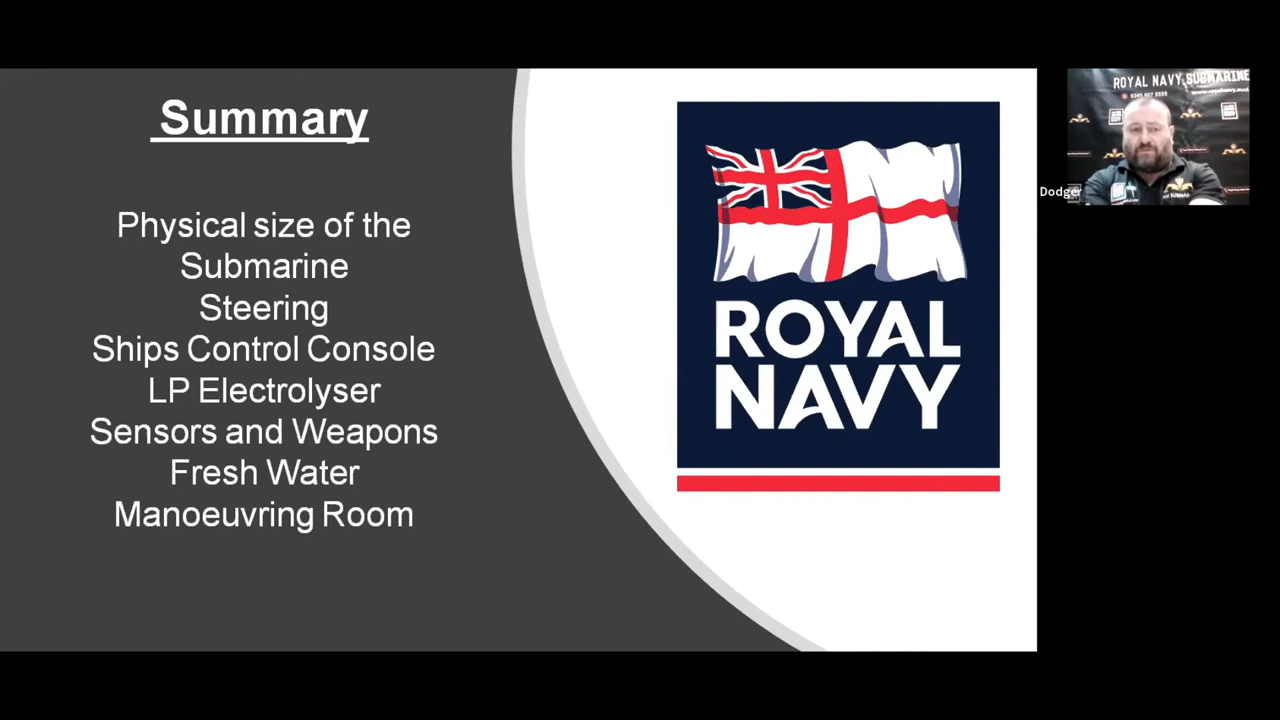 Summary
Physical size of the
Submarine
Steering
Ships Control Console
LP Electrolyser
Sensors and Weapons
Fresh Water
Manoeuvring Room
ROYAL
NAVY
ROYAL NAVY SUBMARINE
Dodger